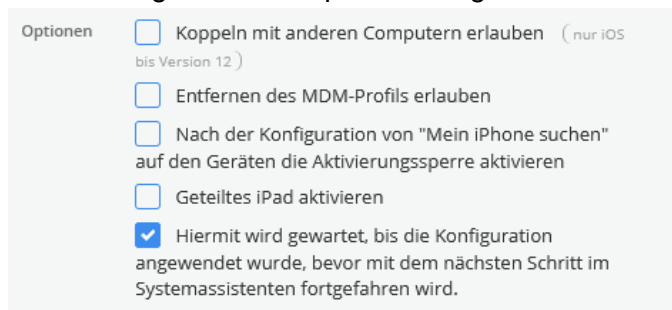 Optionen
Koppeln mit anderen Computern erlauben (nur iOS
bis Version 12)
Entfernen des MDM-Profils erlauben
Nach der Konfiguration von "Mein iPhone suchen"
auf den Geräten die Aktivierungssperre aktivieren
Geteiltes iPad aktivieren
Hiermit wird gewartet, bis die Konfiguration
angewendet wurde, bevor mit dem nächsten Schritt im
Systemassistenten fortgefahren wird.